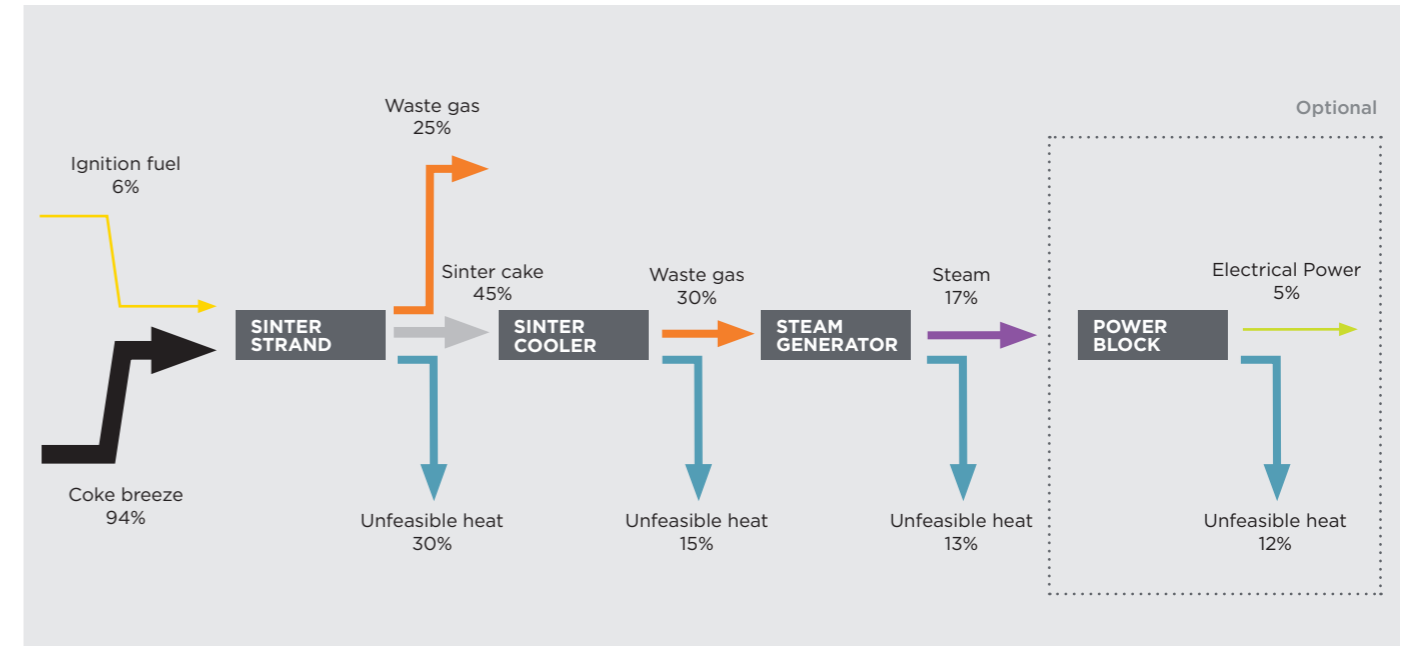 Optional
Waste gas
25%
Ignition fuel
6%
Sinter cake
45%
Waste gas
30%
Steam
17%
Electrical Power
5%
SINTER
STRAND
SINTER
COOLER
STEAM
GENERATOR
POWER
BLOCK
Coke breeze
94%
Unfeasible heat
30%
Unfeasible heat
15%
Unfeasible heat
13%
Unfeasible heat
12%